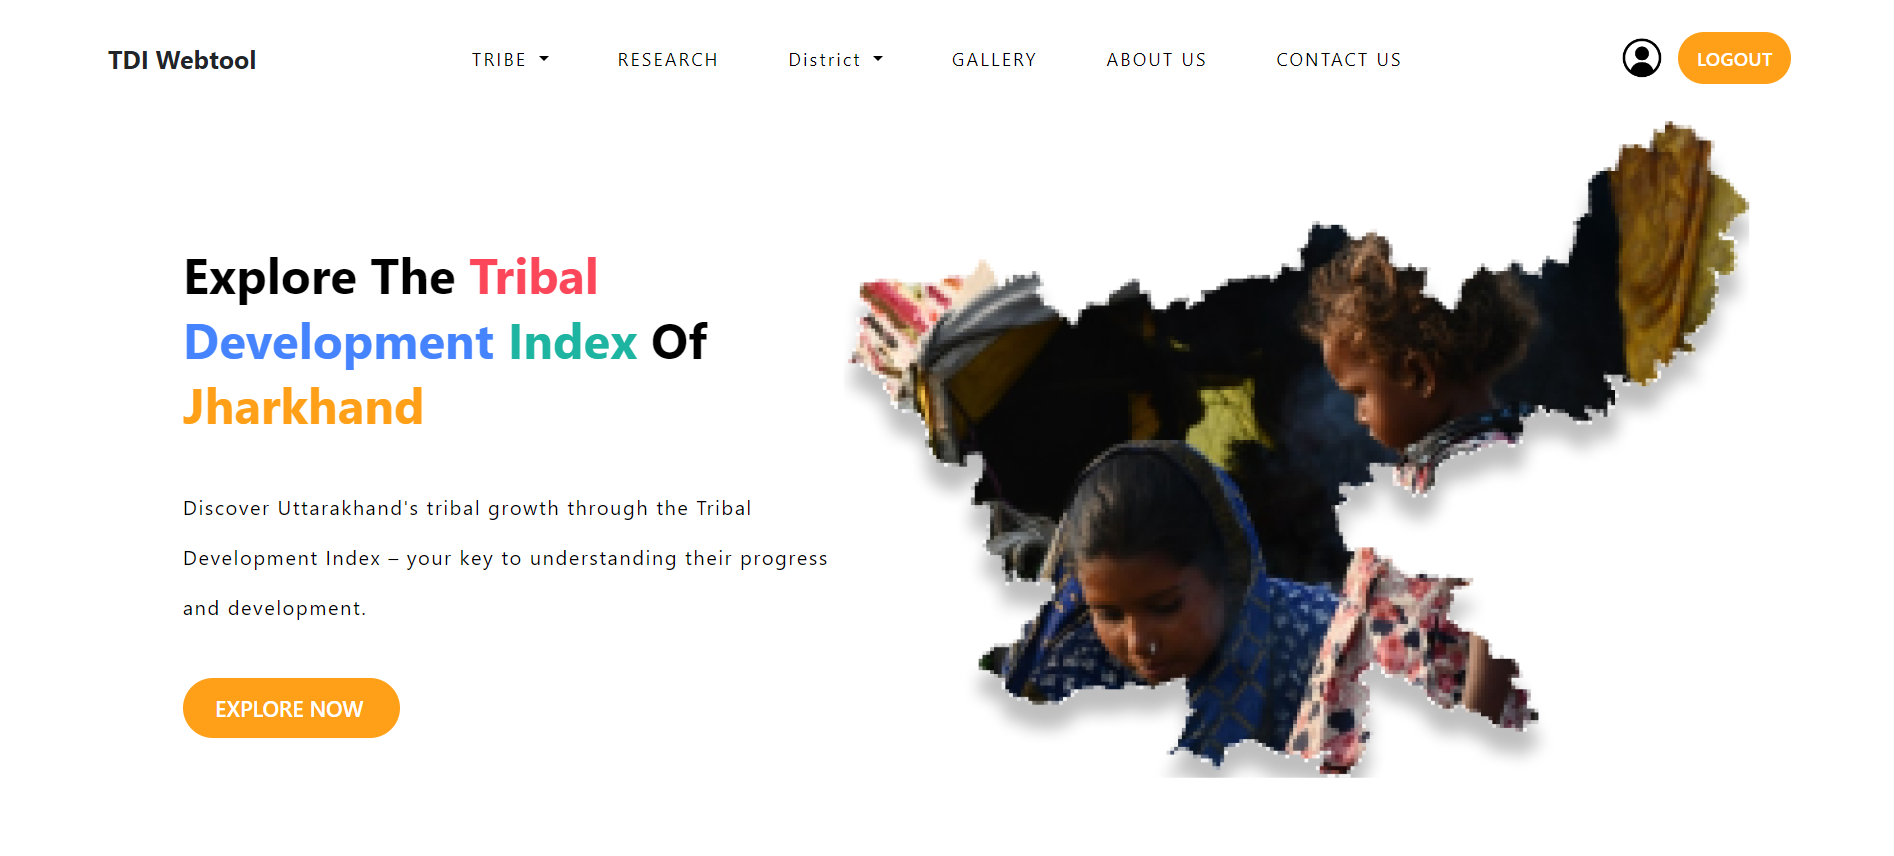 TDI Webtool
TRIBE
RESEARCH
District
GALLERY
ABOUT US
CONTACT US
LOGOUT
Explore The Tribal
Development Index Of
Jharkhand
Discover Uttarakhand's tribal growth through the Tribal
Development Index – your key to understanding their progress
and development.
EXPLORE NOW